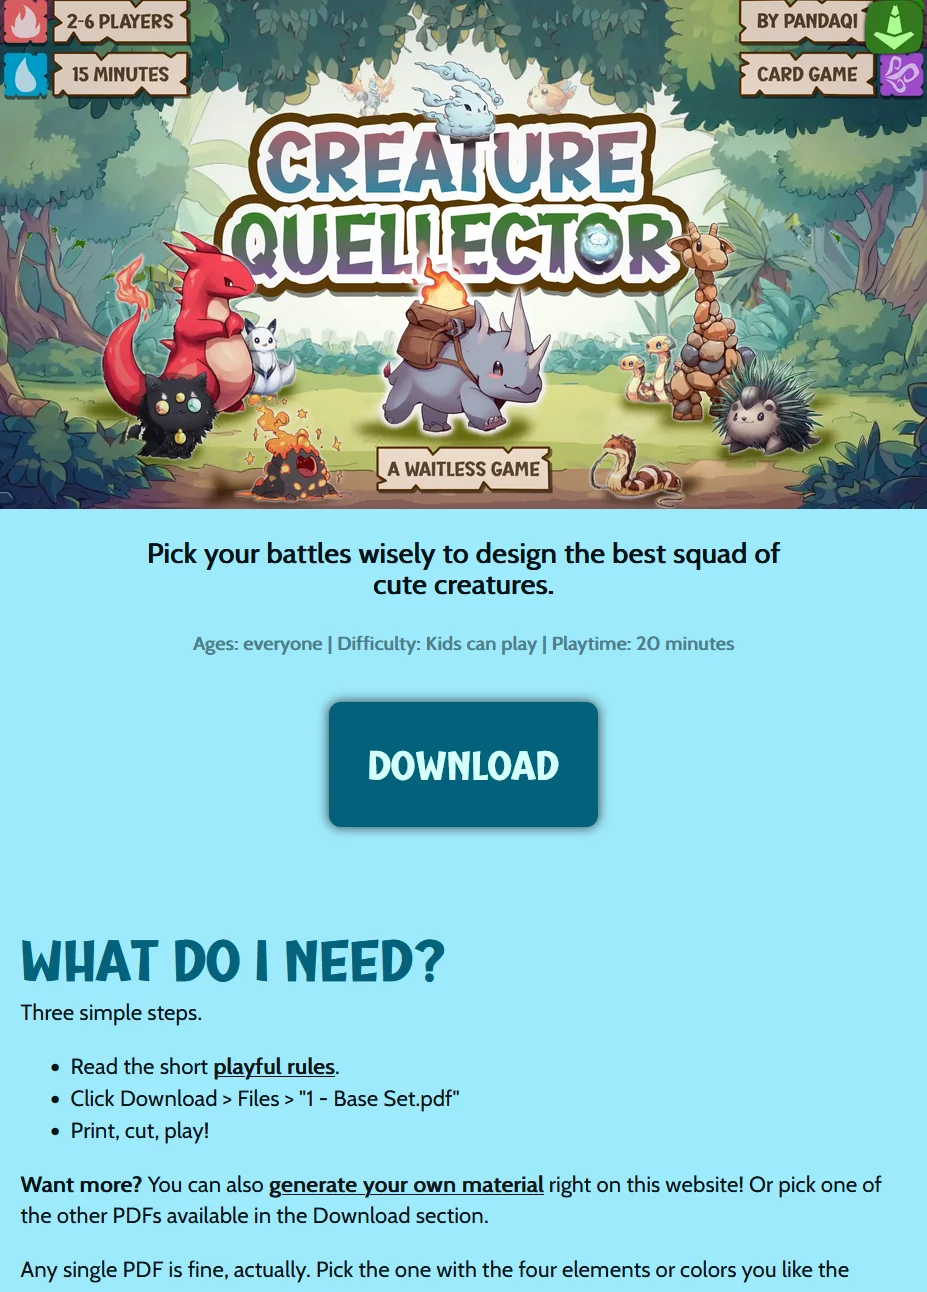 2-6 PLAYERS
15 MINUTES
BY PANDAQI
CARD GAME
CREATURE
QUELLECTOR
A WAITLESS GAME
Pick your battles wisely to design the best squad of
cute creatures.
Ages: everyone | Difficulty: Kids can play | Playtime: 20 minutes
DOWNLOAD
WHAT DO I NEED?
Three simple steps.
• Read the short playful rules.
• Click Download > Files > "1 - Base Set.pdf"
• Print, cut, play!
Want more? You can also generate your own material right on this website! Or pick one of
the other PDFs available in the Download section.
Any single PDF is fine, actually. Pick the one with the four elements or colors you like the